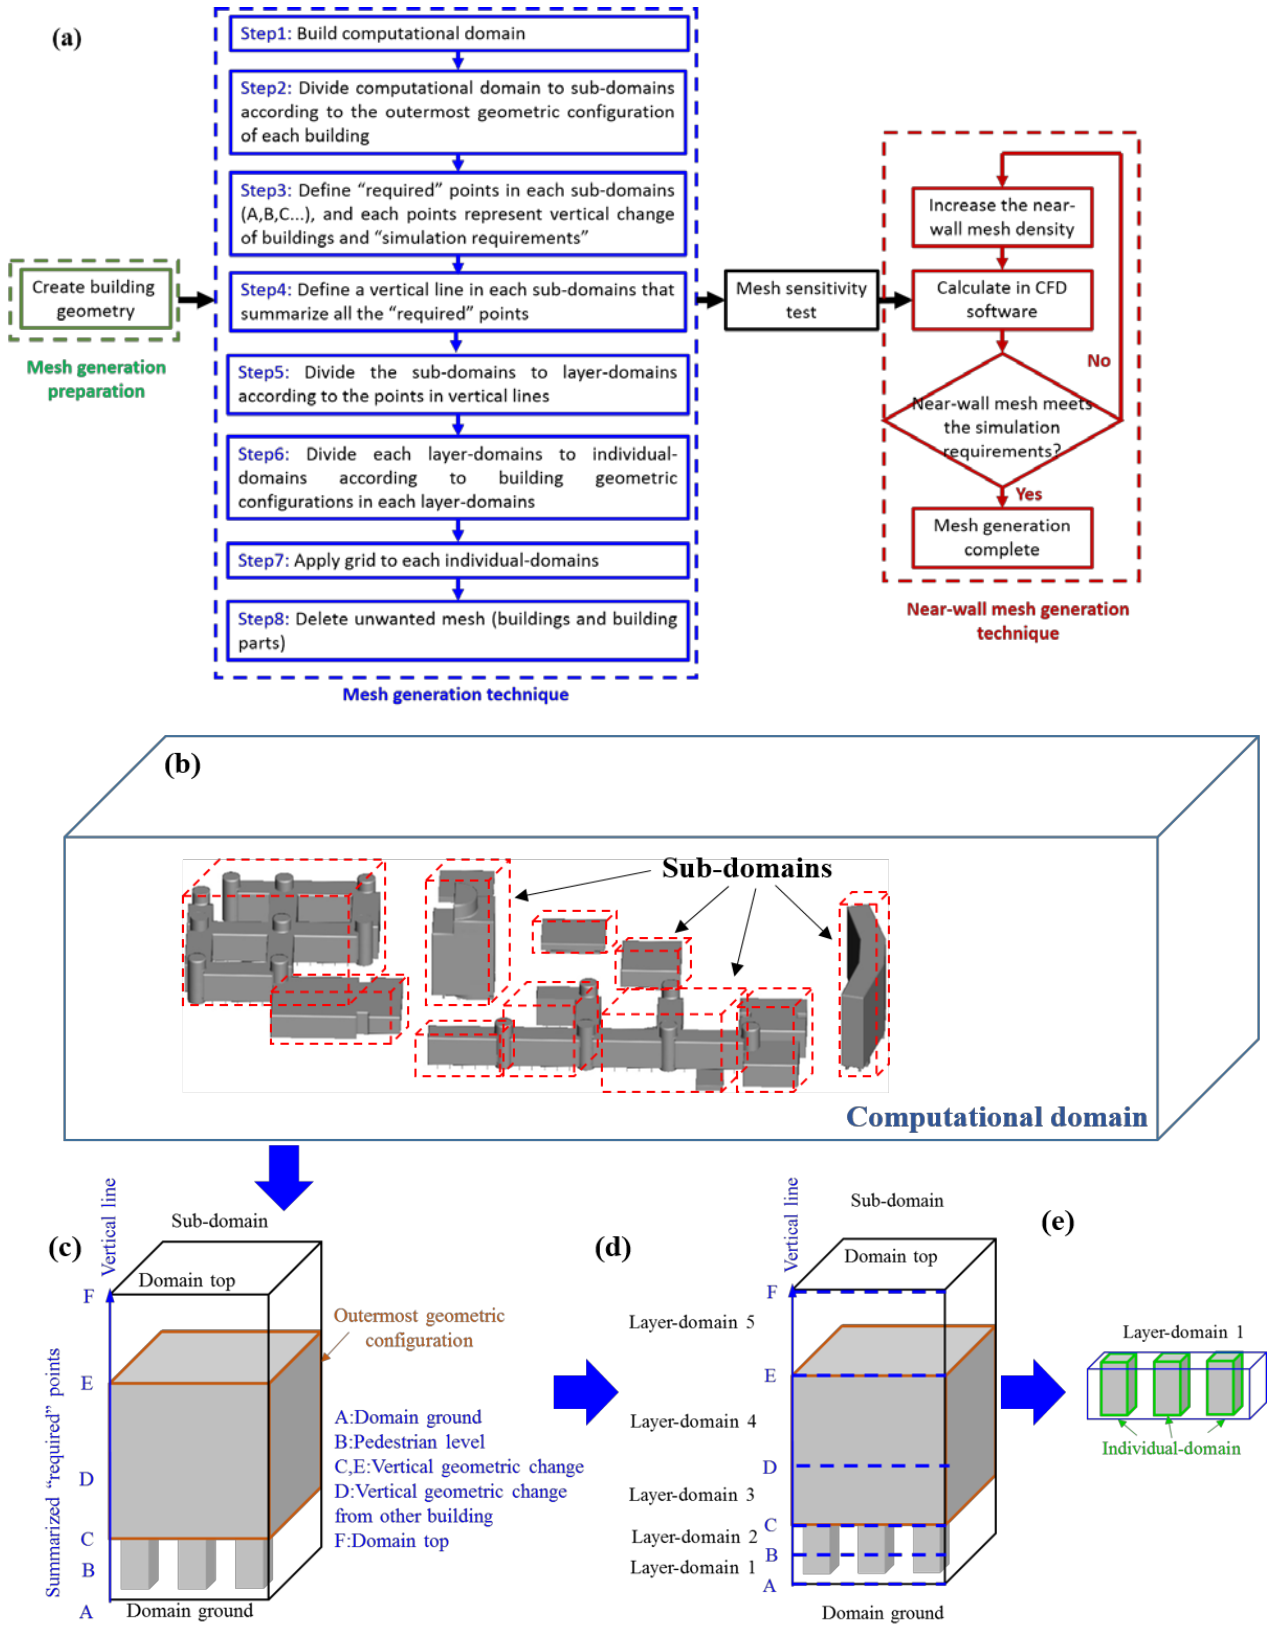 (a)
Step1: Build computational domain
Step2: Divide computational domain to sub-domains
according to the outermost geometric configuration
of each building
Step3: Define “required” points in each sub-domains
(A,B,C...), and each points represent vertical change
of buildings and “simulation requirements”
Create building
geometry
Mesh generation
preparation
Step4: Define a vertical line in each sub-domains that
summarize all the “required” points
Step5: Divide the sub-domains to layer-domains
according to the points in vertical lines
Step6: Divide each layer-domains to individual-
domains according to building geometric
configurations in each layer-domains
Step7: Apply grid to each individual-domains
Step8: Delete unwanted mesh (buildings and building
parts)
Mesh generation technique
Mesh sensitivity
test
Increase the near-
wall mesh density
Calculate in CFD
software
No
Near-wall mesh meets
the simulation
requirements?
Yes
Mesh generation
complete
Near-wall mesh generation
technique
(b)
Sub-domains
Computational domain
(c)
Vertical line
Sub-domain
Domain top
F
E
D
C
B
A
Summarized “required” points
Domain ground
Outermost geometric
configuration
A:Domain ground
B:Pedestrian level
C,E:Vertical geometric change
D:Vertical geometric change
from other building
F:Domain top
(d)
Vertical line
Sub-domain
Domain top
F
Layer-domain 5
E
Layer-domain 4
D
Layer-domain 3
C
Layer-domain 2
B
Layer-domain 1
A
Domain ground
(e)
Layer-domain 1
Individual-domain